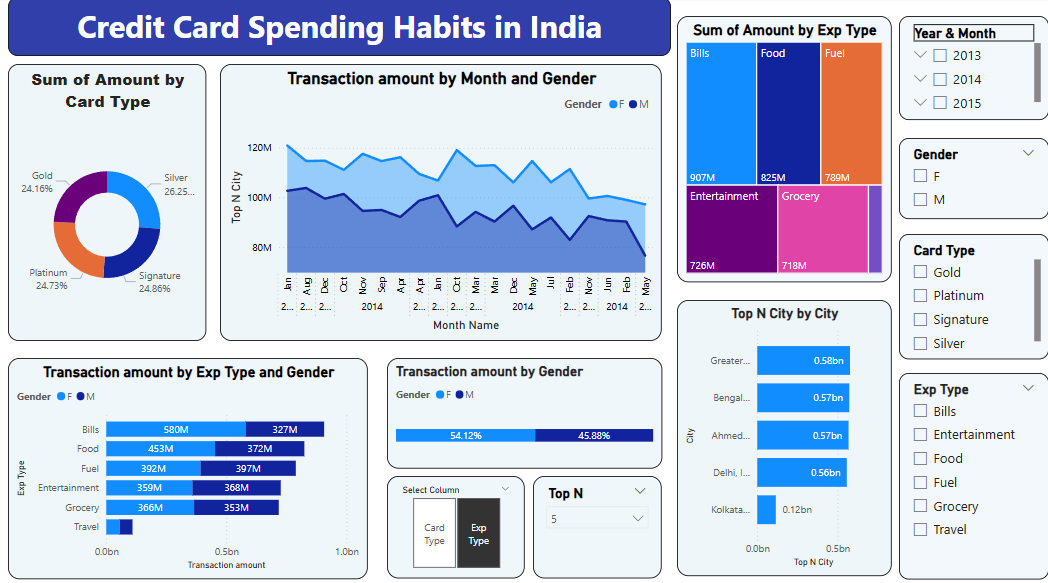 Credit Card Spending Habits in India
Sum of Amount by
Card Type
Gold
24.16%
Silver
26.25...
Platinum
24.73%
Signature
24.86%
Transaction amount by Month and Gender
Gender F M
Top N City
120M
100M
80M
Jan Aug Dec Oct Nov Sep Apr Apr Jan Oct Mar Mar Dec May Jul Feb Nov Jun Feb May
2... 2... 2... 2014 2... 2... 2... 2... 2014 2... 2... 2014 2...
Month Name
Sum of Amount by Exp Type
Bills
907M
Food
825M
Fuel
789M
Entertainment
726M
Grocery
718M
Year & Month
2013
2014
2015
Gender
F
M
Card Type
Gold
Platinum
Signature
Silver
Exp Type
Bills
Entertainment
Food
Fuel
Grocery
Travel
Transaction amount by Exp Type and Gender
Gender F M
Exp Type
Bills 580M 327M
Food 453M 372M
Fuel 392M 397M
Entertainment 359M 368M
Grocery 366M 353M
Travel
0.0bn 0.5bn 1.0bn
Transaction amount
Transaction amount by Gender
Gender F M
54.12% 45.88%
Select Column
Card
Type
Exp
Type
Top N
5
Top N City by City
City
Greater... 0.58bn
Bengal... 0.57bn
Ahmed... 0.57bn
Delhi, I... 0.56bn
Kolkata... 0.12bn
0.0bn 0.5bn
Top N City